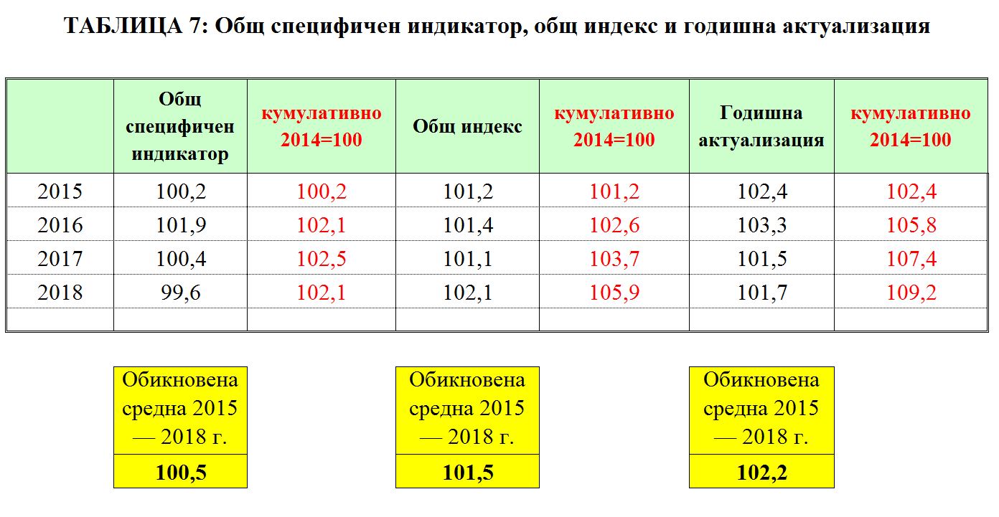 ТАБЛИЦА 7: Общ специфичен индикатор, общ индекс и годишна актуализация
Общ
специфичен
индикатор
кумулативно
2014=100
Общ индекс
кумулативно
2014=100
Годишна
актуализация
кумулативно
2014=100
2015 100,2 100,2 101,2 101,2 102,4 102,4
2016 101,9 102,1 101,4 102,6 103,3 105,8
2017 100,4 102,5 101,1 103,7 101,5 107,4
2018 99,6 102,1 102,1 105,9 101,7 109,2
Обикновена
средна 2015
— 2018 г.
100,5
Обикновена
средна 2015
— 2018 г.
101,5
Обикновена
средна 2015
— 2018 г.
102,2